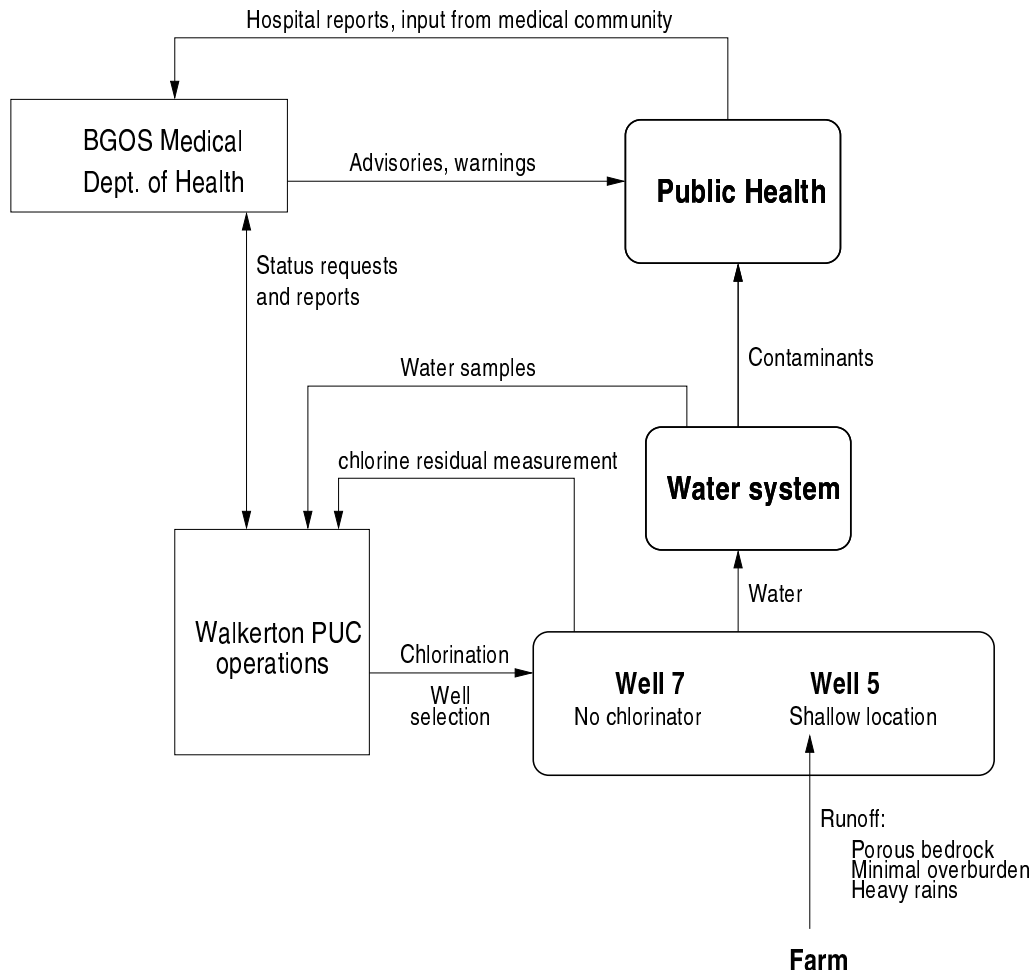 Hospital reports, input from medical community
BGOS Medical
Dept. of Health
Advisories, warnings
Public Health
Status requests
and reports
Contaminants
Water samples
chlorine residual measurement
Water system
Water
Walkerton PUC
operations
Chlorination
Well
selection
Well 7
No chlorinator
Well 5
Shallow location
Runoff:
Porous bedrock
Minimal overburden
Heavy rains
Farm